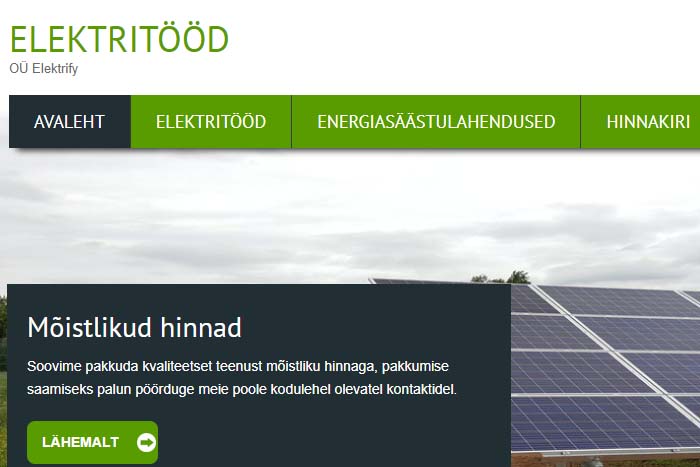 ELEKTRITÖÖD
OÜ Elektrify
AVALEHT ELEKTRITÖÖD ENERGIASÄÄSTULAHENDUSED HINNAKIRI
Mõistlikud hinnad
Soovime pakkuda kvaliteetset teenust mõistliku hinnaga, pakkumise
saamiseks palun pöörduge meie poole kodulehel olevatel kontaktidel.
LÄHEMALT